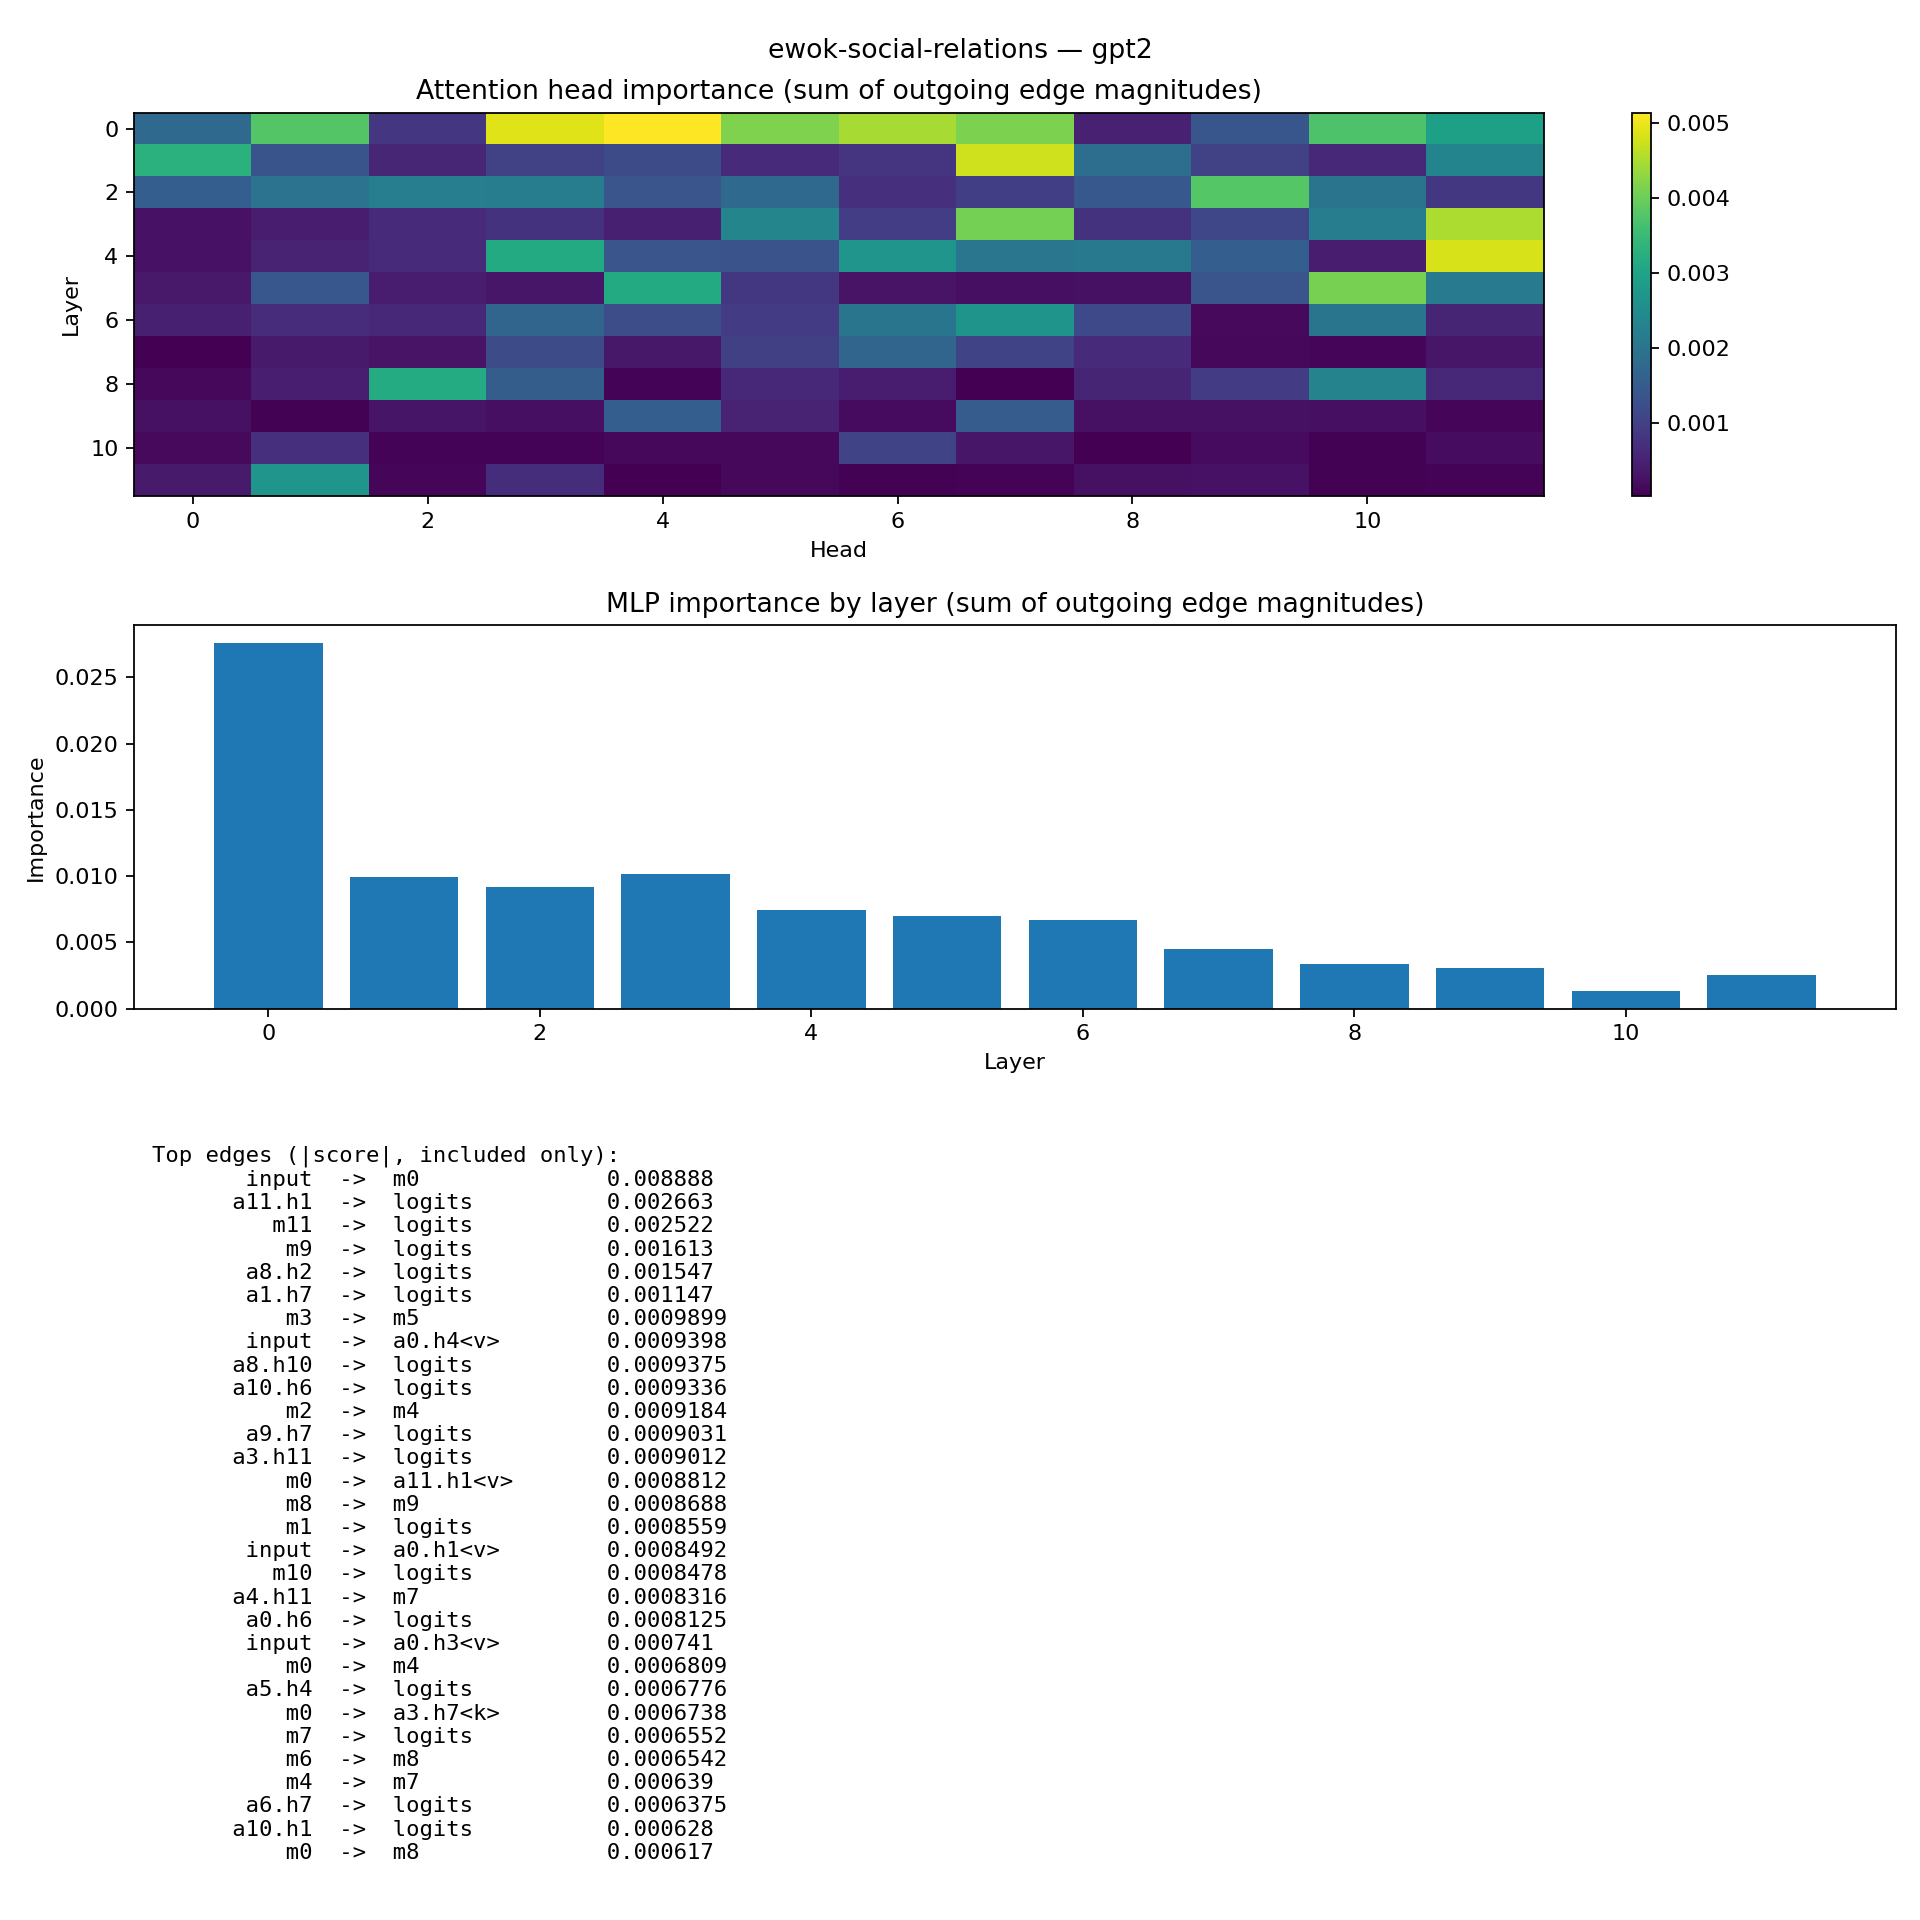 ewok-social-relations — gpt2
Attention head importance (sum of outgoing edge magnitudes)
Layer
0
2
4
6
8
10
0 2 4 6 8 10
Head
0.005
0.004
0.003
0.002
0.001
MLP importance by layer (sum of outgoing edge magnitudes)
Importance
0.025
0.020
0.015
0.010
0.005
0.000
0 2 4 6 8 10
Layer
Top edges (|score|, included only):
input -> m0 0.008888
a11.h1 -> logits 0.002663
m11 -> logits 0.002522
m9 -> logits 0.001613
a8.h2 -> logits 0.001547
a1.h7 -> logits 0.001147
m3 -> m5 0.0009899
input -> a0.h4<v> 0.0009398
a8.h10 -> logits 0.0009375
a10.h6 -> logits 0.0009336
m2 -> m4 0.0009184
a9.h7 -> logits 0.0009031
a3.h11 -> logits 0.0009012
m0 -> a11.h1<v> 0.0008812
m8 -> m9 0.0008688
m1 -> logits 0.0008559
input -> a0.h1<v> 0.0008492
m10 -> logits 0.0008478
a4.h11 -> m7 0.0008316
a0.h6 -> logits 0.0008125
input -> a0.h3<v> 0.000741
m0 -> m4 0.0006809
a5.h4 -> logits 0.0006776
m0 -> a3.h7<k> 0.0006738
m7 -> logits 0.0006552
m6 -> m8 0.0006542
m4 -> m7 0.000639
a6.h7 -> logits 0.0006375
a10.h1 -> logits 0.000628
m0 -> m8 0.000617